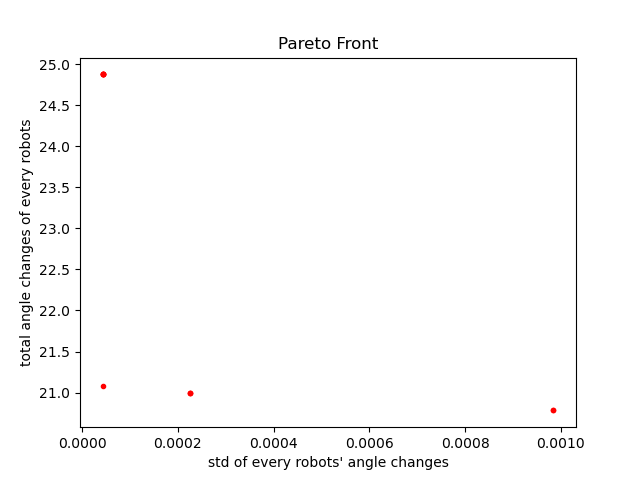 Pareto Front
25.0
24.5
24.0
23.5
23.0
22.5
22.0
21.5
21.0
total angle changes of every robots
0.0000 0.0002 0.0004 0.0006 0.0008 0.0010
std of every robots' angle changes